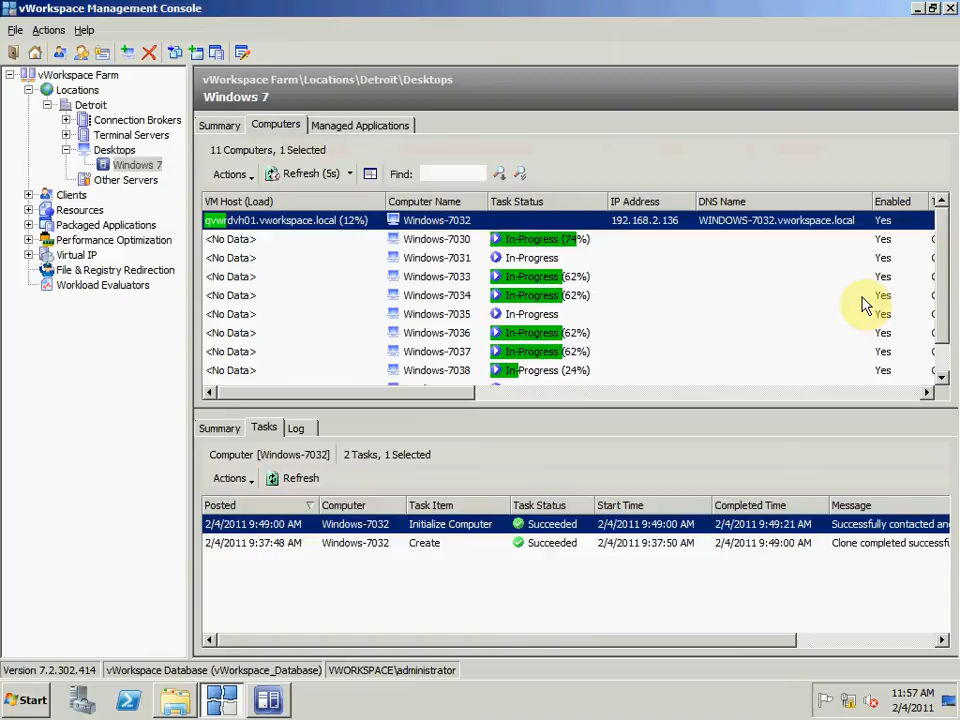 vWorkspace Management Console
File Actions Help
vWorkspace Farm
Locations
Detroit
Connection Brokers
Terminal Servers
Desktops
Windows 7
Other Servers
Clients
Resources
Packaged Applications
Performance Optimization
Virtual IP
File & Registry Redirection
Workload Evaluators
vWorkspace Farm\Locations\Detroit\Desktops
Windows 7
Summary Computers Managed Applications
11 Computers, 1 Selected
Actions Refresh (5s) Find:
VM Host (Load) Computer Name Task Status IP Address DNS Name Enabled
qvwrdvh01.vworkspace.local (12%) Windows-7032 192.168.2.136 WINDOWS-7032.vworkspace.local Yes
<No Data> Windows-7030 In-Progress (74%) Yes
<No Data> Windows-7031 In-Progress Yes
<No Data> Windows-7033 In-Progress (62%) Yes
<No Data> Windows-7034 In-Progress (62%) Yes
<No Data> Windows-7035 In-Progress Yes
<No Data> Windows-7036 In-Progress (62%) Yes
<No Data> Windows-7037 In-Progress (62%) Yes
<No Data> Windows-7038 In-Progress (24%) Yes
Summary Tasks Log
Computer [Windows-7032] 2 Tasks, 1 Selected
Actions Refresh
Posted Computer Task Item Task Status Start Time Completed Time Message
2/4/2011 9:49:00 AM Windows-7032 Initialize Computer Succeeded 2/4/2011 9:49:00 AM 2/4/2011 9:49:21 AM Successfully contacted an
2/4/2011 9:37:48 AM Windows-7032 Create Succeeded 2/4/2011 9:37:50 AM 2/4/2011 9:49:00 AM Clone completed successf
Version 7.2.302.414 vWorkspace Database (vWorkspace_Database) VWORKSPACE\administrator
Start
11:57 AM
2/4/2011